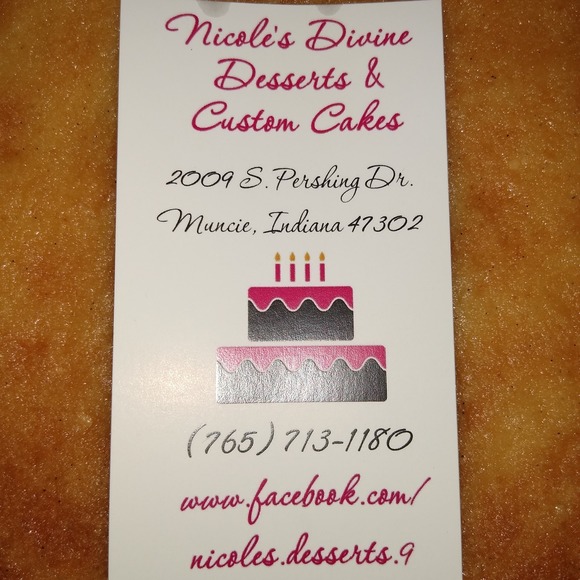 Nicole's Divine
Desserts &
Custom Cakes
2009 S. Pershing Dr.
Muncie, Indiana 47302
(765) 713-1180
www.facebook.com/
nicoles.desserts.9